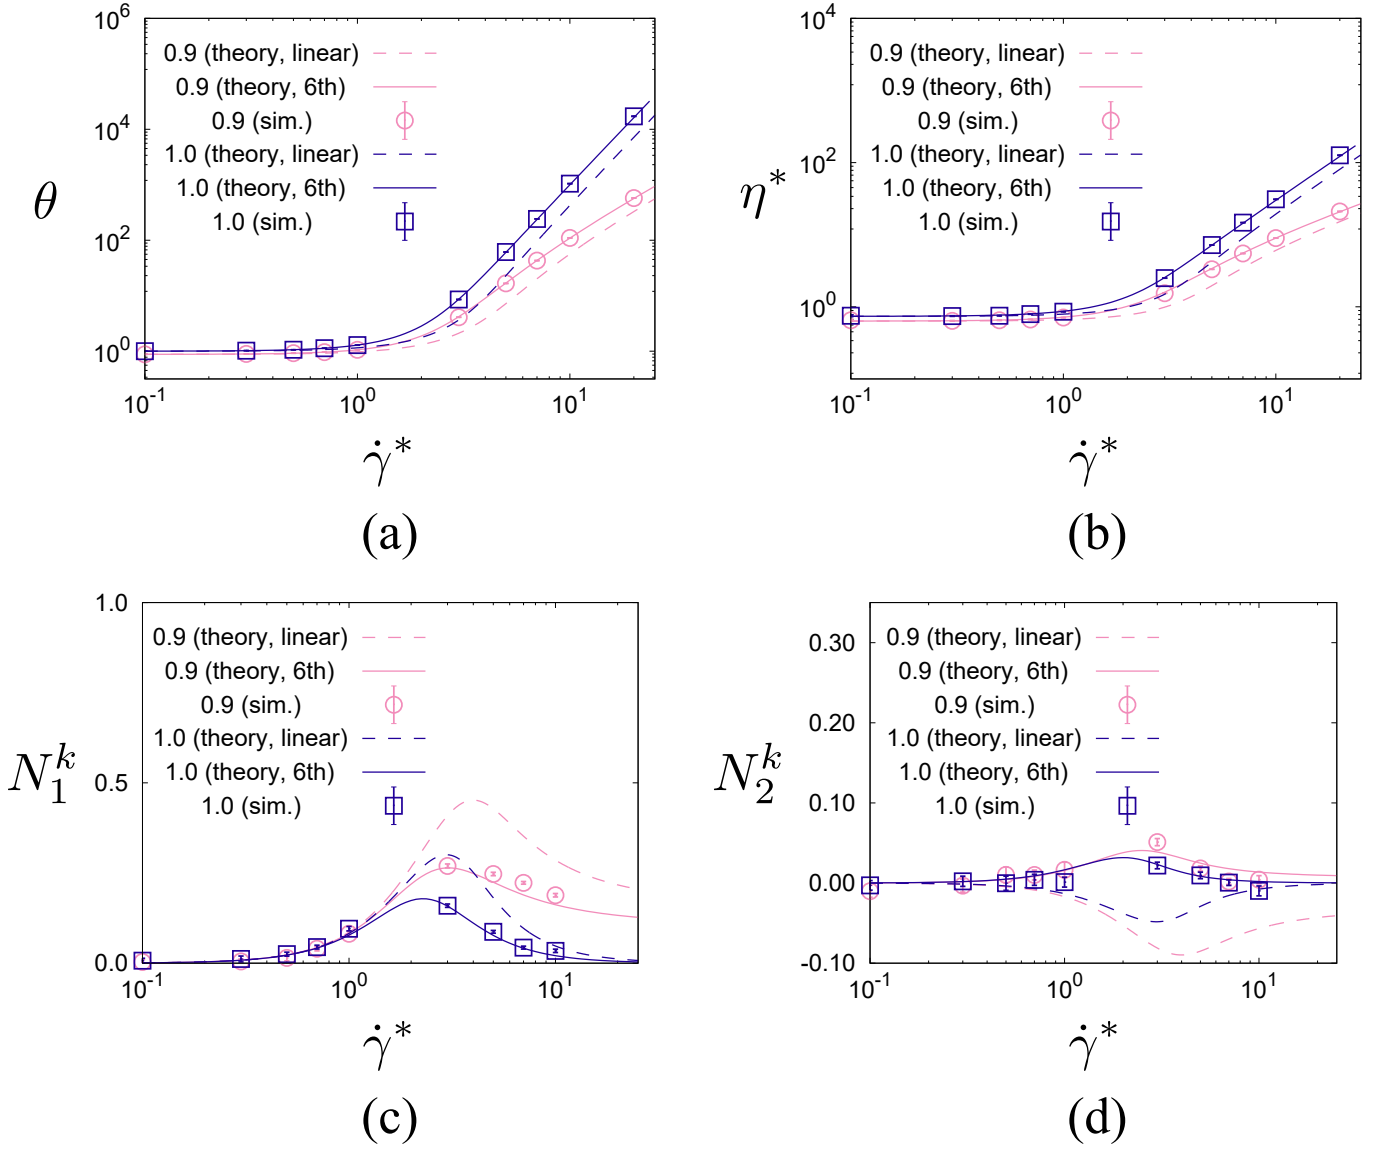 10^6
10^4
10^2
10^0
θ
0.9 (theory, linear)
0.9 (theory, 6th)
0.9 (sim.)
1.0 (theory, linear)
1.0 (theory, 6th)
1.0 (sim.)
10^-1 10^0 10^1
γ̇*
(a)
10^4
10^2
10^0
η*
0.9 (theory, linear)
0.9 (theory, 6th)
0.9 (sim.)
1.0 (theory, linear)
1.0 (theory, 6th)
1.0 (sim.)
10^-1 10^0 10^1
γ̇*
(b)
1.0
0.5
0.0
N_1^k
0.9 (theory, linear)
0.9 (theory, 6th)
0.9 (sim.)
1.0 (theory, linear)
1.0 (theory, 6th)
1.0 (sim.)
10^-1 10^0 10^1
γ̇*
(c)
0.30
0.20
0.10
0.00
-0.10
N_2^k
0.9 (theory, linear)
0.9 (theory, 6th)
0.9 (sim.)
1.0 (theory, linear)
1.0 (theory, 6th)
1.0 (sim.)
10^-1 10^0 10^1
γ̇*
(d)